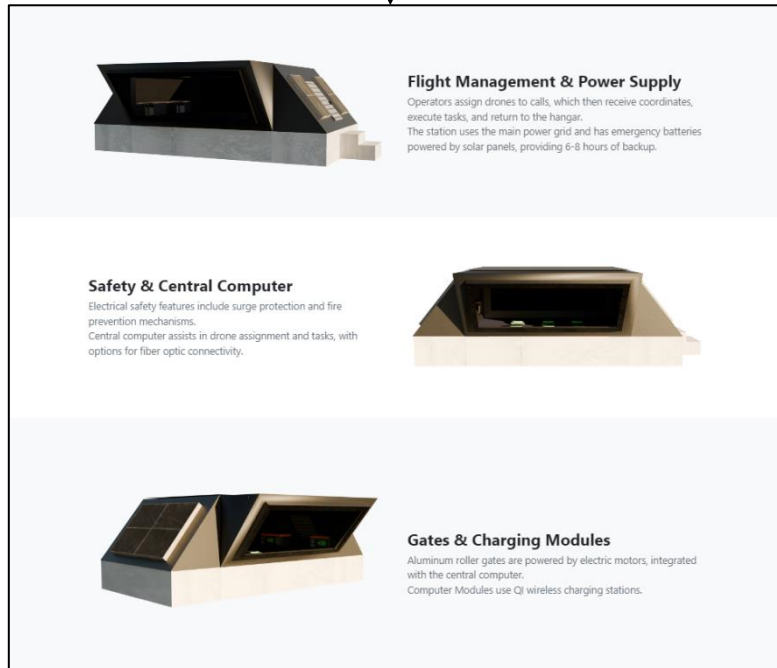 Flight Management & Power Supply
Operators assign drones to calls, which then receive coordinates,
execute tasks, and return to the hangar.
The station uses the main power grid and has emergency batteries
powered by solar panels, providing 6-8 hours of backup.
Safety & Central Computer
Electrical safety features include surge protection and fire
prevention mechanisms.
Central computer assists in drone assignment and tasks, with
options for fiber optic connectivity.
Gates & Charging Modules
Aluminum roller gates are powered by electric motors, integrated
with the central computer.
Computer Modules use QI wireless charging stations.